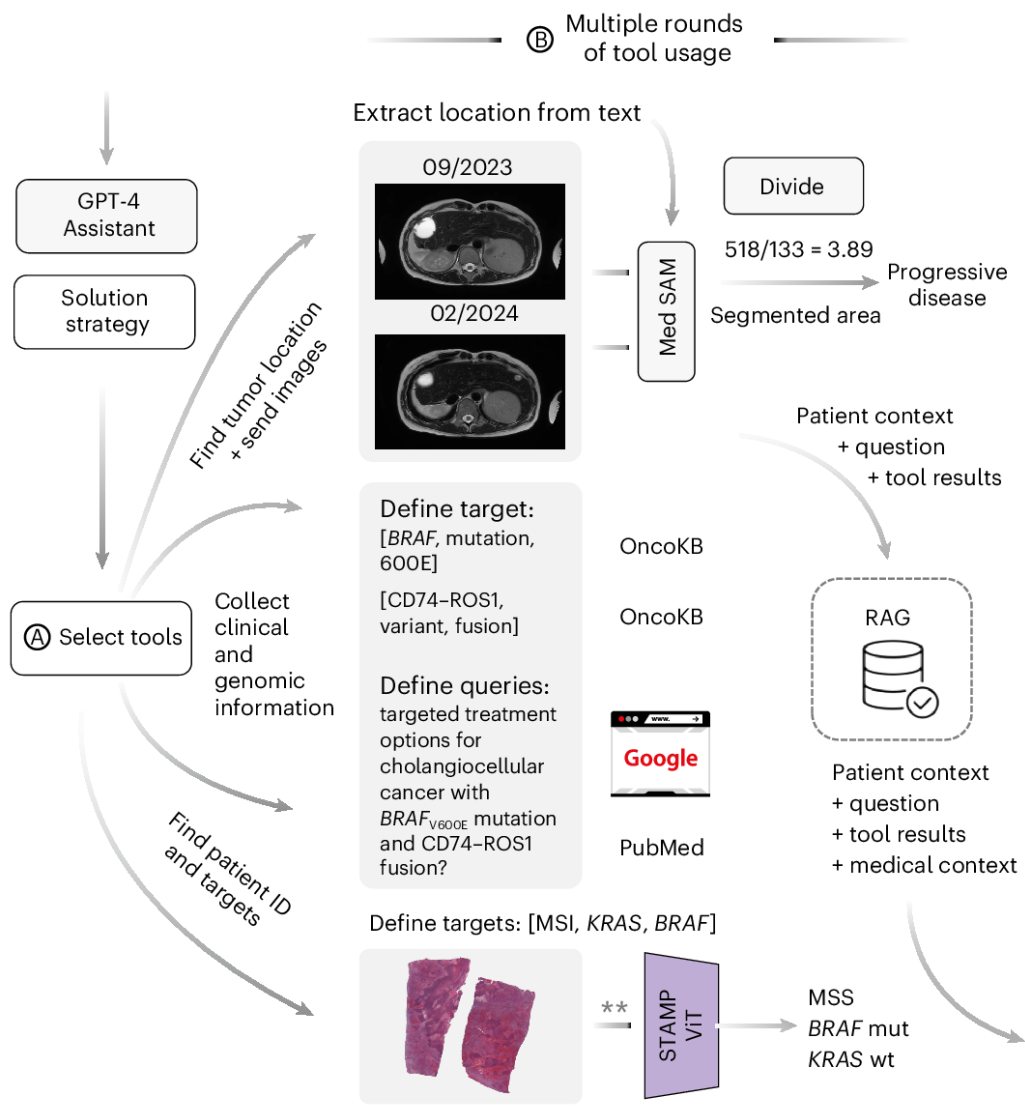 Ⓑ Multiple rounds
of tool usage
GPT-4
Assistant
Solution
strategy
Ⓐ Select tools
Find tumor location
+ send images
Collect
clinical
and
genomic
information
Find patient ID
and targets
Extract location from text
09/2023
02/2024
Med SAM
Divide
518/133 = 3.89
Segmented area
Progressive
disease
Define target:
[BRAF, mutation,
600E]
[CD74–ROS1,
variant, fusion]
Define queries:
targeted treatment
options for
cholangiocellular
cancer with
BRAFV600E mutation
and CD74–ROS1
fusion?
OncoKB
OncoKB
www.
Google
PubMed
Patient context
+ question
+ tool results
RAG
Patient context
+ question
+ tool results
+ medical context
Define targets: [MSI, KRAS, BRAF]
**
STAMP
ViT
MSS
BRAF mut
KRAS wt